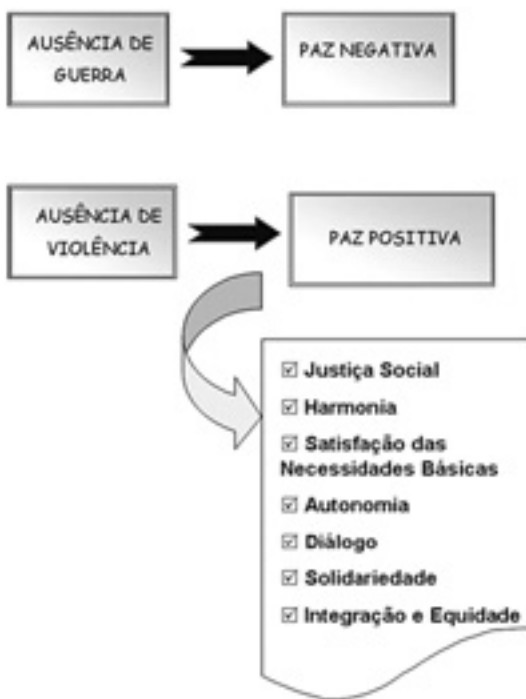 AUSÊNCIA DE
GUERRA
PAZ NEGATIVA
AUSÊNCIA DE
VIOLÊNCIA
PAZ POSITIVA
☑ Justiça Social
☑ Harmonia
☑ Satisfação das
Necessidades Básicas
☑ Autonomia
☑ Diálogo
☑ Solidariedade
☑ Integração e Equidade